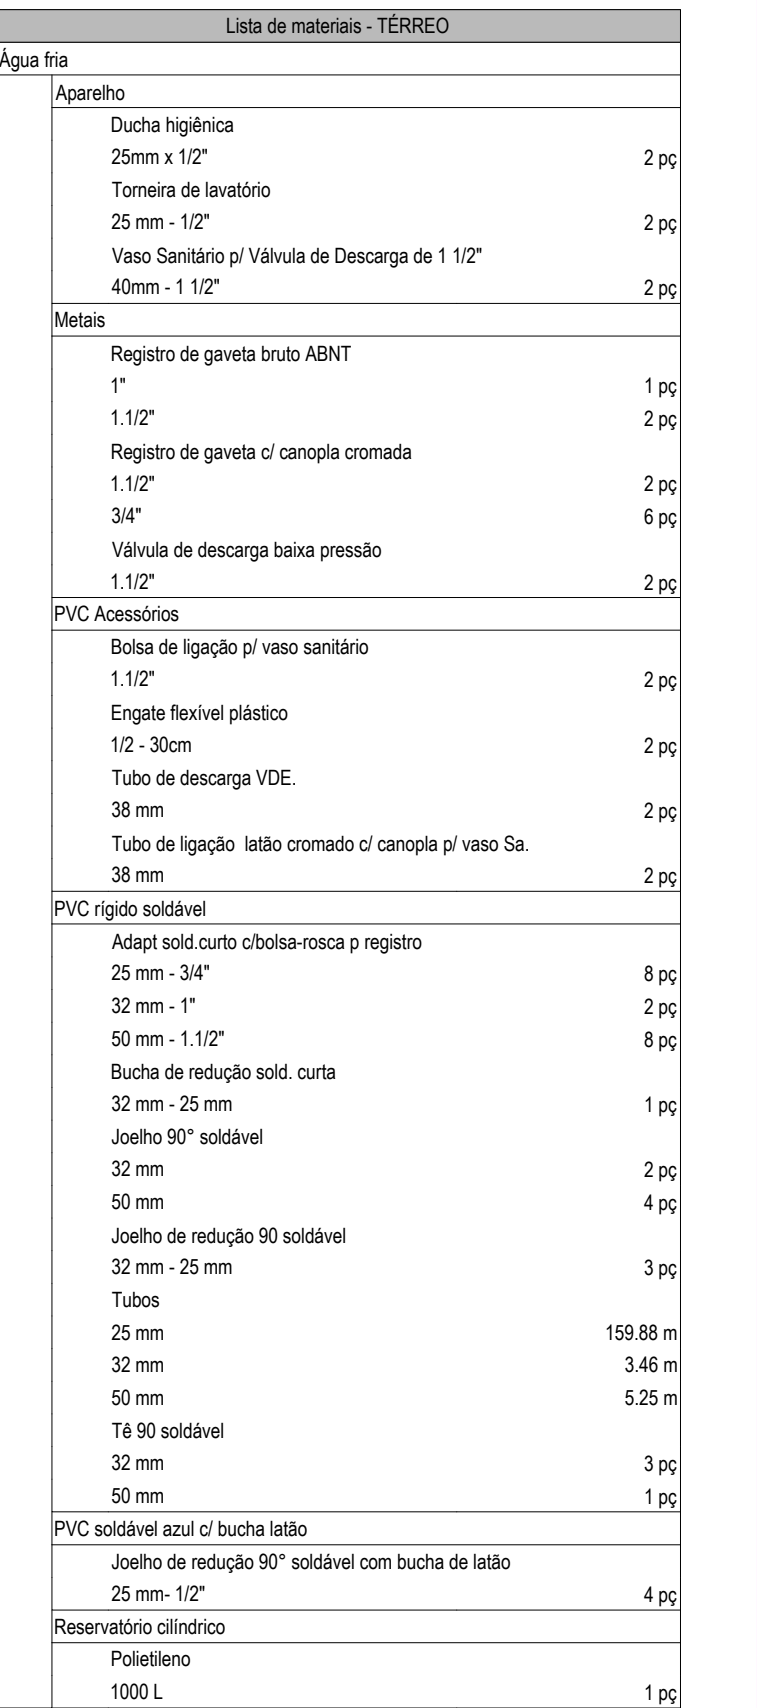 Lista de materiais - TÉRREO
Água fria
Aparelho
Ducha higiênica
25mm x 1/2" 2 pç
Torneira de lavatório
25 mm - 1/2" 2 pç
Vaso Sanitário p/ Válvula de Descarga de 1 1/2"
40mm - 1 1/2" 2 pç
Metais
Registro de gaveta bruto ABNT
1" 1 pç
1.1/2" 2 pç
Registro de gaveta c/ canopla cromada
1.1/2" 2 pç
3/4" 6 pç
Válvula de descarga baixa pressão
1.1/2" 2 pç
PVC Acessórios
Bolsa de ligação p/ vaso sanitário
1.1/2" 2 pç
Engate flexível plástico
1/2 - 30cm 2 pç
Tubo de descarga VDE.
38 mm 2 pç
Tubo de ligação latão cromado c/ canopla p/ vaso Sa.
38 mm 2 pç
PVC rígido soldável
Adapt sold.curto c/bolsa-rosca p registro
25 mm - 3/4" 8 pç
32 mm - 1" 2 pç
50 mm - 1.1/2" 8 pç
Bucha de redução sold. curta
32 mm - 25 mm 1 pç
Joelho 90° soldável
32 mm 2 pç
50 mm 4 pç
Joelho de redução 90 soldável
32 mm - 25 mm 3 pç
Tubos
25 mm 159.88 m
32 mm 3.46 m
50 mm 5.25 m
Tê 90 soldável
32 mm 3 pç
50 mm 1 pç
PVC soldável azul c/ bucha latão
Joelho de redução 90° soldável com bucha de latão
25 mm- 1/2" 4 pç
Reservatório cilíndrico
Polietileno
1000 L 1 pç